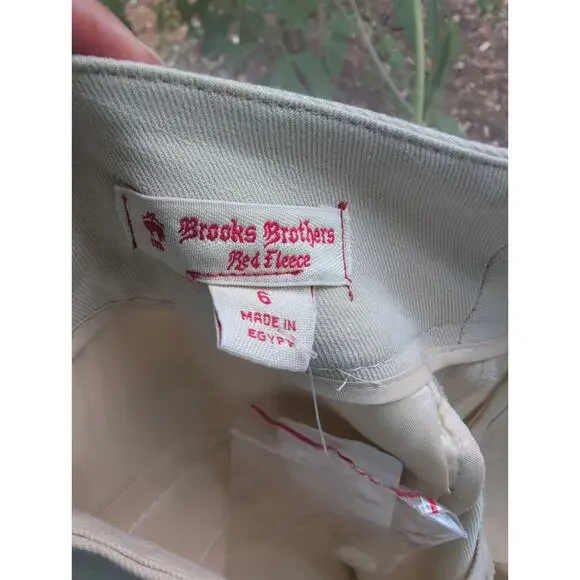 Brooks Brothers
Red Fleece
6
MADE IN
EGYPT